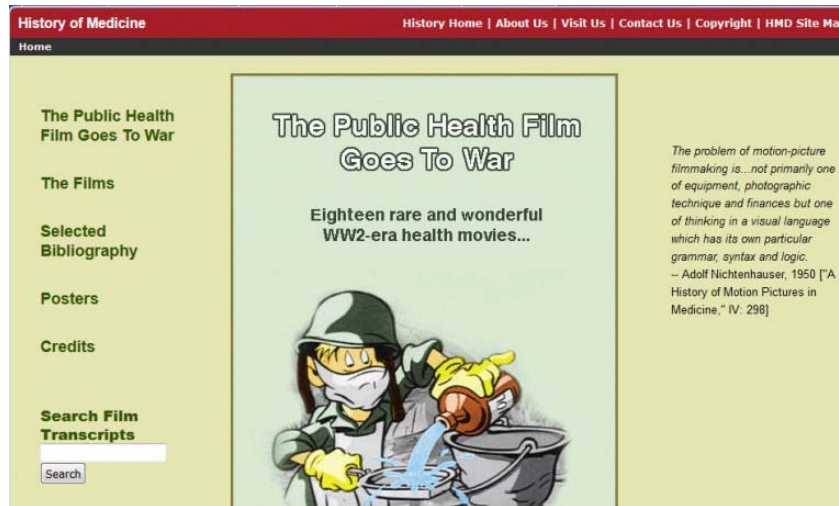 History of Medicine
History Home | About Us | Visit Us | Contact Us | Copyright | HMD Site Ma
Home
The Public Health
Film Goes To War
The Films
Selected
Bibliography
Posters
Credits
Search Film
Transcripts
Search
The Public Health Film
Goes To War
Eighteen rare and wonderful
WW2-era health movies...
The problem of motion-picture
filmmaking is...not primarily one
of equipment, photographic
technique and finances but one
of thinking in a visual language
which has its own particular
grammar, syntax and logic.
-- Adolf Nichtenhauser, 1950 ["A
History of Motion Pictures in
Medicine," IV: 298]